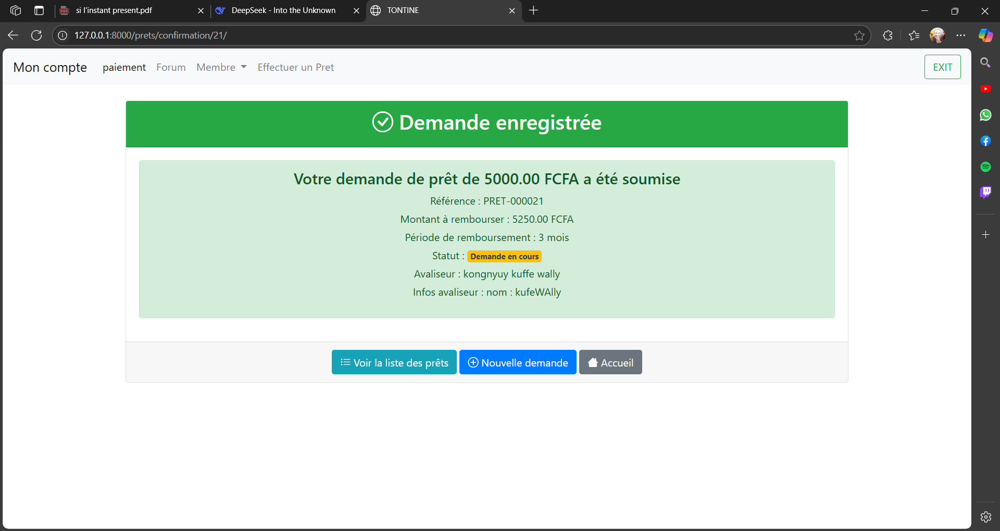 si l'instant present.pdf
DeepSeek - Into the Unknown
TONTINE
127.0.0.1:8000/prets/confirmation/21/
Mon compte paiement Forum Membre Effectuer un Pret EXIT
Demande enregistrée
Votre demande de prêt de 5000.00 FCFA a été soumise
Référence : PRET-000021
Montant à rembourser : 5250.00 FCFA
Période de remboursement : 3 mois
Statut : Demande en cours
Avaliseur : kongnyuy kuffe wally
Infos avaliseur : nom : kufeWAlly
Voir la liste des prêts Nouvelle demande Accueil